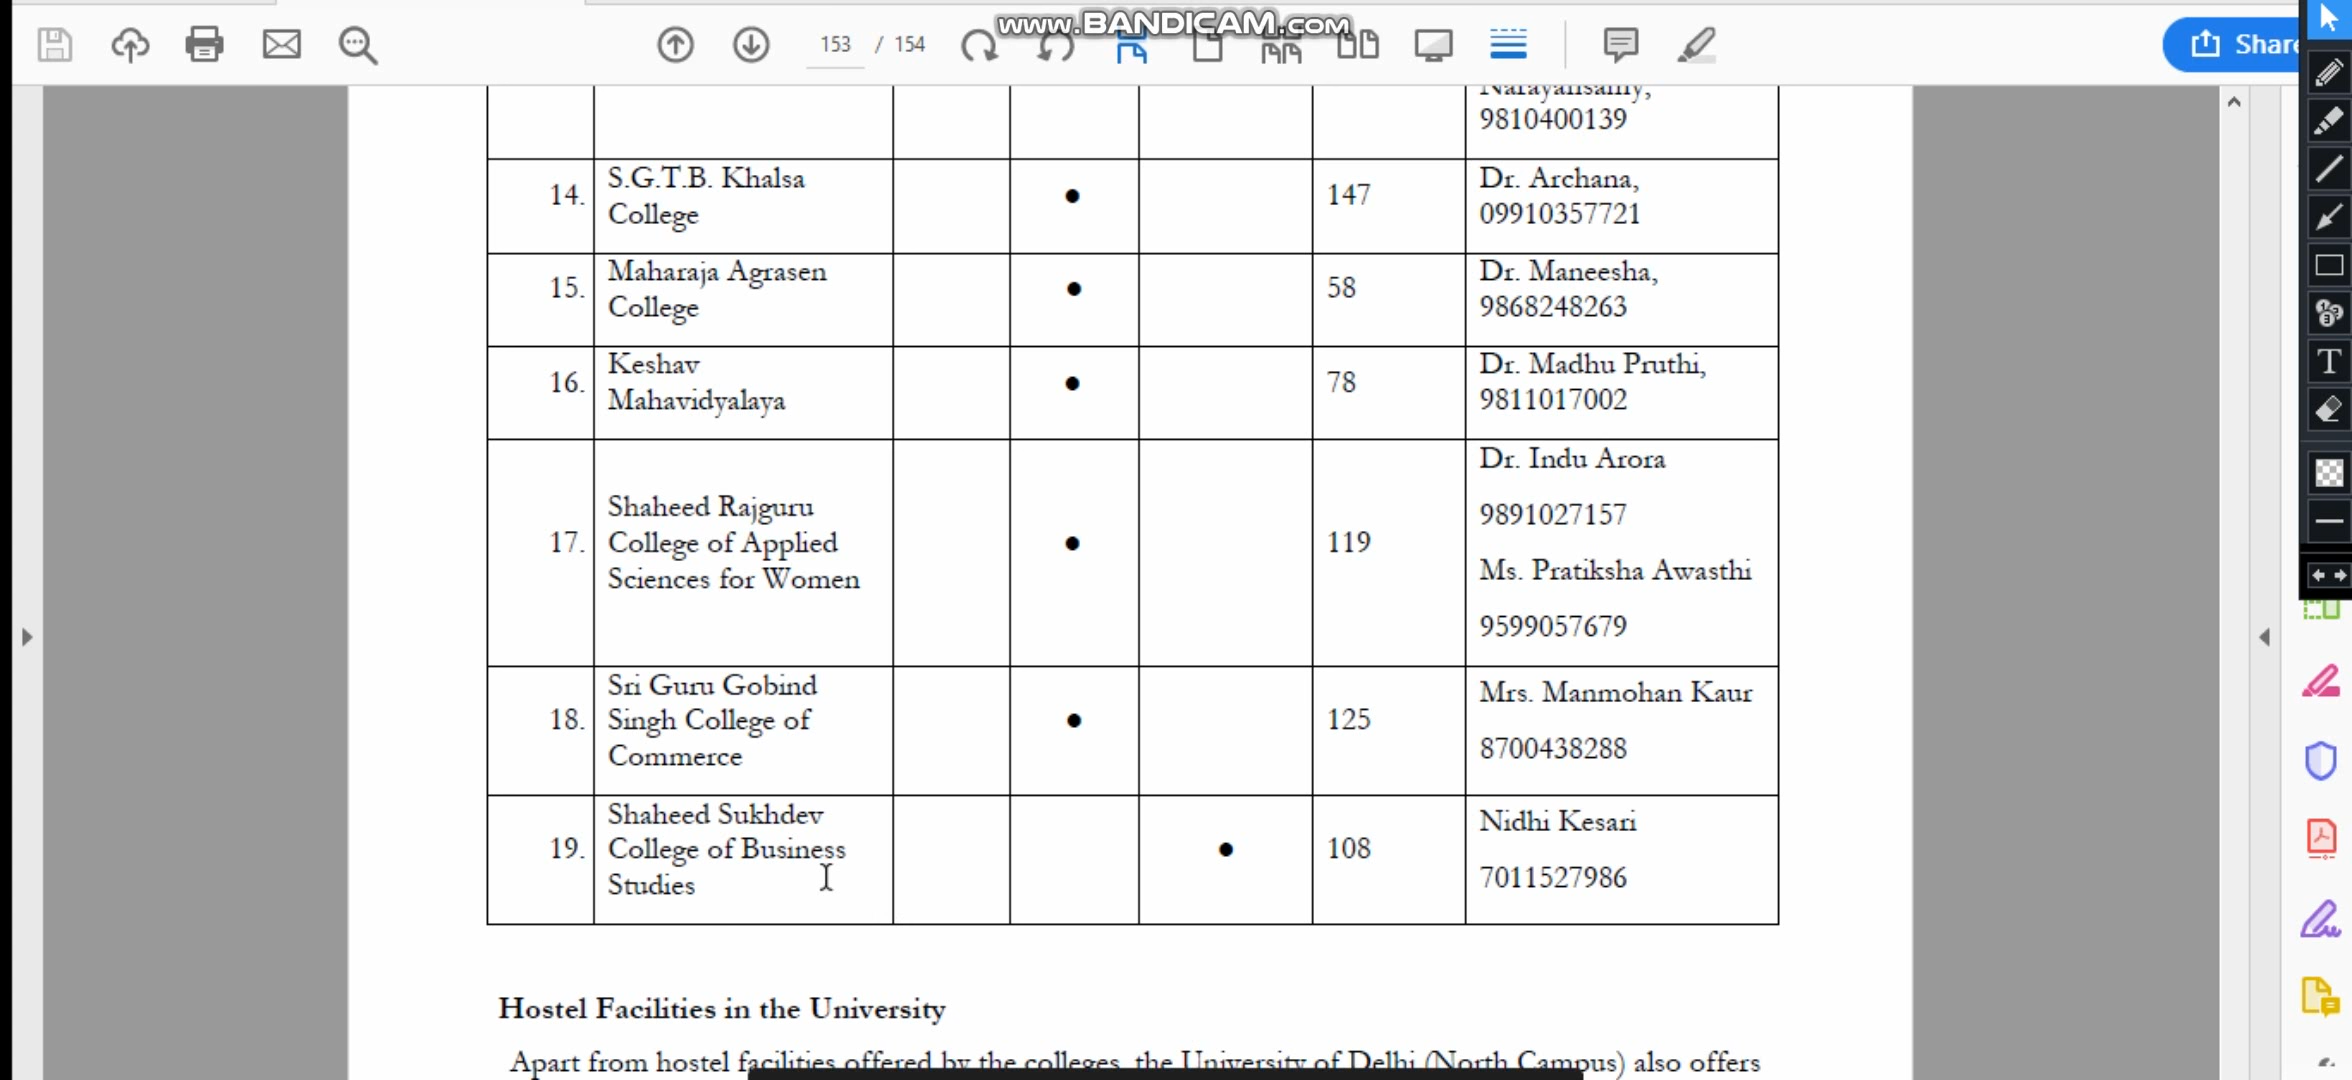 www.BANDICAM.com
153 / 154
Share
Narayansamy,
9810400139
14. S.G.T.B. Khalsa College ● 147 Dr. Archana, 09910357721
15. Maharaja Agrasen College ● 58 Dr. Maneesha, 9868248263
16. Keshav Mahavidyalaya ● 78 Dr. Madhu Pruthi, 9811017002
17. Shaheed Rajguru College of Applied Sciences for Women ● 119 Dr. Indu Arora 9891027157 Ms. Pratiksha Awasthi 9599057679
18. Sri Guru Gobind Singh College of Commerce ● 125 Mrs. Manmohan Kaur 8700438288
19. Shaheed Sukhdev College of Business Studies ● 108 Nidhi Kesari 7011527986
Hostel Facilities in the University
Apart from hostel facilities offered by the colleges, the University of Delhi (North Campus) also offers